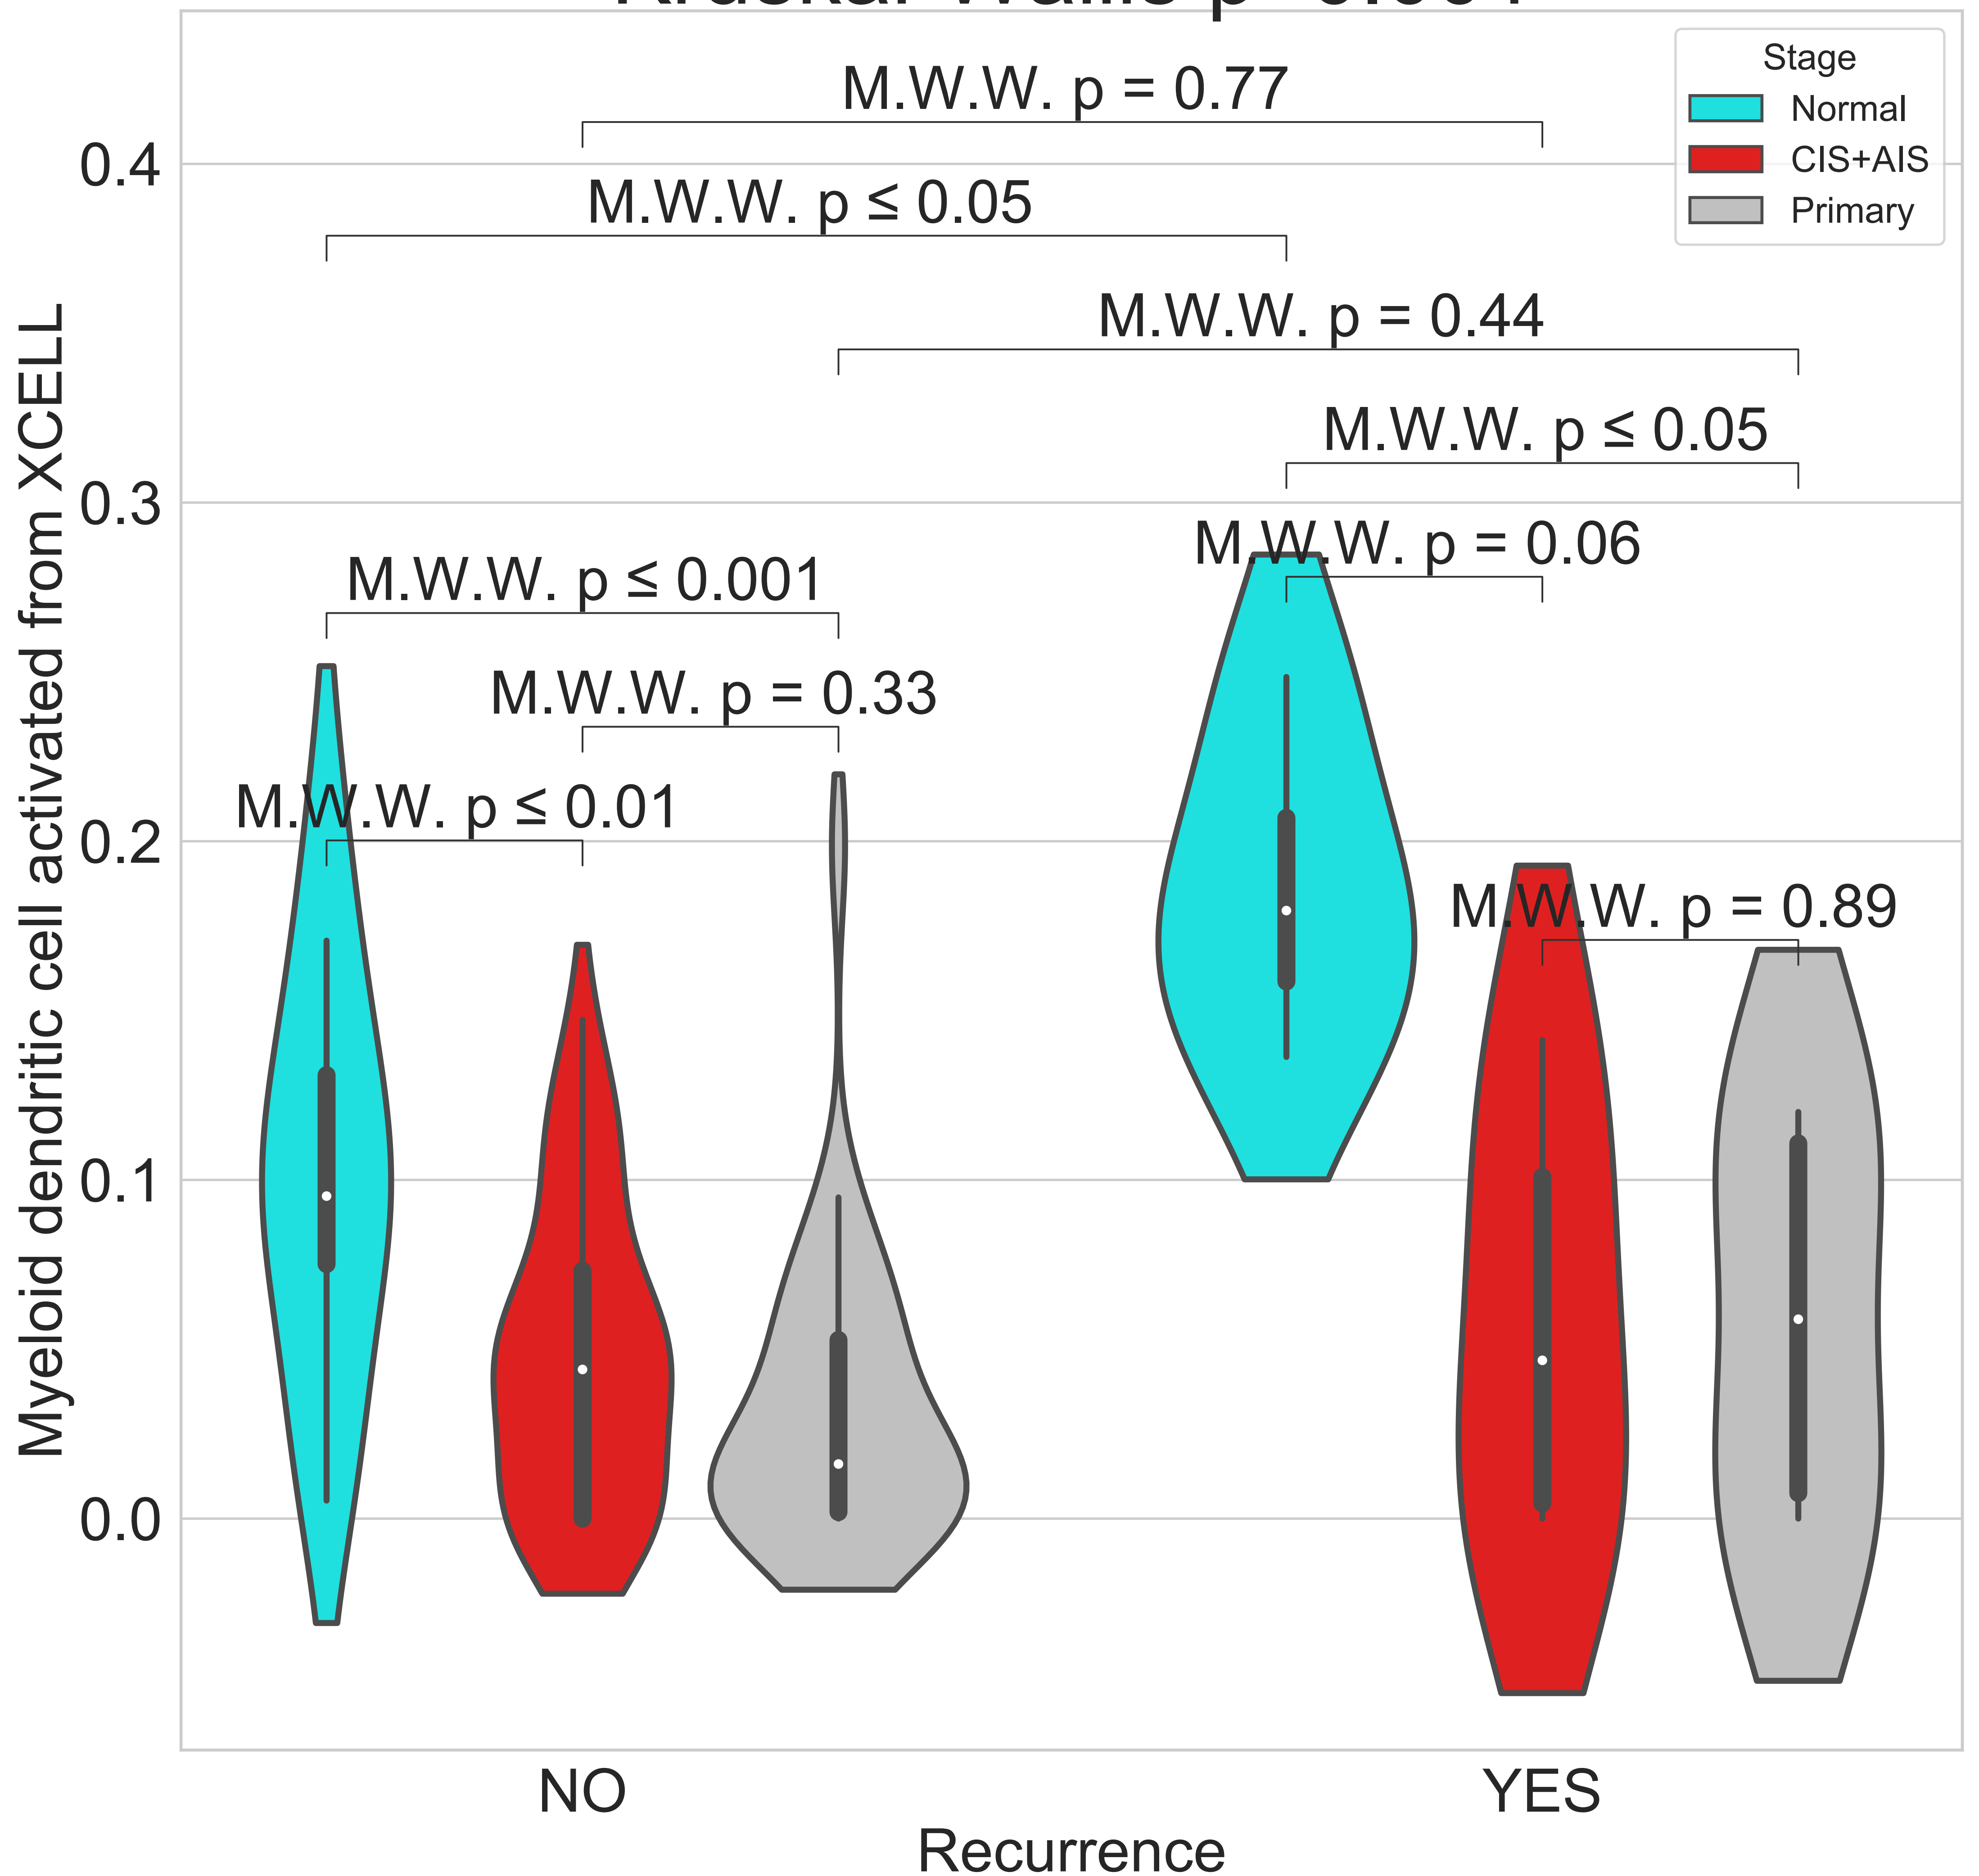 M.W.W. p = 0.77
M.W.W. p ≤ 0.05
M.W.W. p = 0.44
M.W.W. p ≤ 0.05
M.W.W. p = 0.06
M.W.W. p ≤ 0.001
M.W.W. p = 0.33
M.W.W. p ≤ 0.01
M.W.W. p = 0.89
Stage
Normal
CIS+AIS
Primary
Myeloid dendritic cell activated from XCELL
0.4
0.3
0.2
0.1
0.0
NO
YES
Recurrence